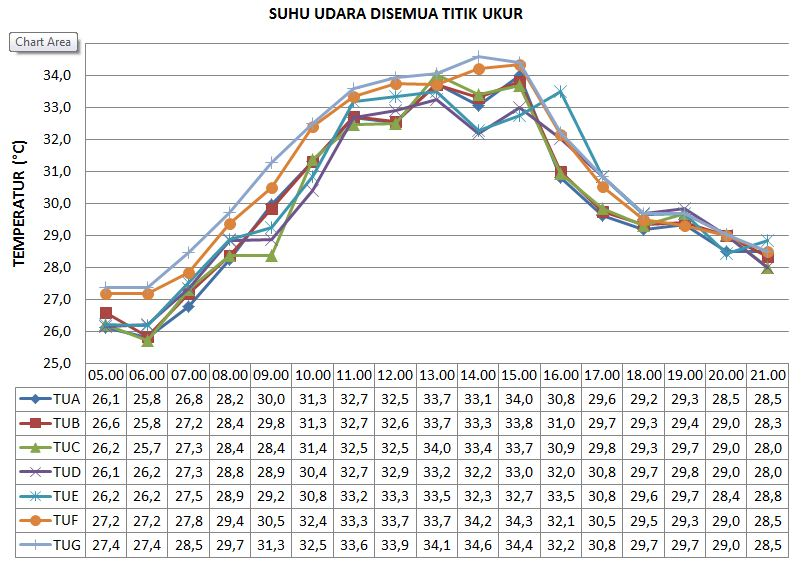 SUHU UDARA DISEMUA TITIK UKUR
Chart Area
TEMPERATUR (°C)
34,0
33,0
32,0
31,0
30,0
29,0
28,0
27,0
26,0
25,0
05.00 06.00 07.00 08.00 09.00 10.00 11.00 12.00 13.00 14.00 15.00 16.00 17.00 18.00 19.00 20.00 21.00
TUA 26,1 25,8 26,8 28,2 30,0 31,3 32,7 32,5 33,7 33,1 34,0 30,8 29,6 29,2 29,3 28,5 28,5
TUB 26,6 25,8 27,2 28,4 29,8 31,3 32,7 32,6 33,7 33,3 33,8 31,0 29,7 29,3 29,4 29,0 28,3
TUC 26,2 25,7 27,3 28,4 28,4 31,4 32,5 32,5 34,0 33,4 33,7 30,9 29,8 29,3 29,7 29,0 28,0
TUD 26,1 26,2 27,3 28,8 28,9 30,4 32,7 32,9 33,2 32,2 33,0 32,0 30,8 29,7 29,8 29,0 28,0
TUE 26,2 26,2 27,5 28,9 29,2 30,8 33,2 33,3 33,5 32,3 32,7 33,5 30,8 29,6 29,7 28,4 28,8
TUF 27,2 27,2 27,8 29,4 30,5 32,4 33,3 33,7 33,7 34,2 34,3 32,1 30,5 29,5 29,3 29,0 28,5
TUG 27,4 27,4 28,5 29,7 31,3 32,5 33,6 33,9 34,1 34,6 34,4 32,2 30,8 29,7 29,7 29,0 28,5